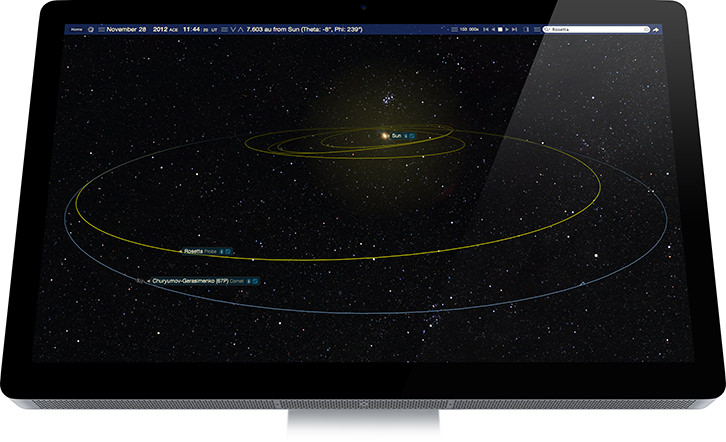 Home November 28 2012 ACE 11:44 20 UT 7.603 au from Sun (Theta: -8°, Phi: 239°) 100 000x Rosetta
Sun
Rosetta Probe
Churyumov-Gerasimenko (67P) Comet